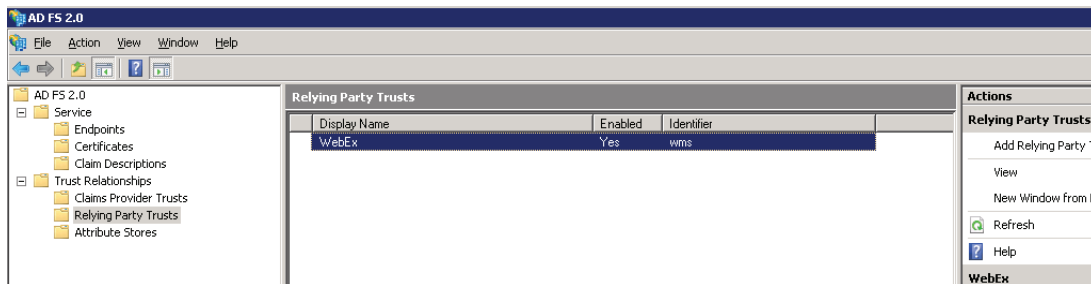 AD FS 2.0
File Action View Window Help
AD FS 2.0
Service
Endpoints
Certificates
Claim Descriptions
Trust Relationships
Claims Provider Trusts
Relying Party Trusts
Attribute Stores
Relying Party Trusts
Display Name Enabled Identifier
WebEx Yes wms
Actions
Relying Party Trusts
Add Relying Party
View
New Window from
Refresh
Help
WebEx